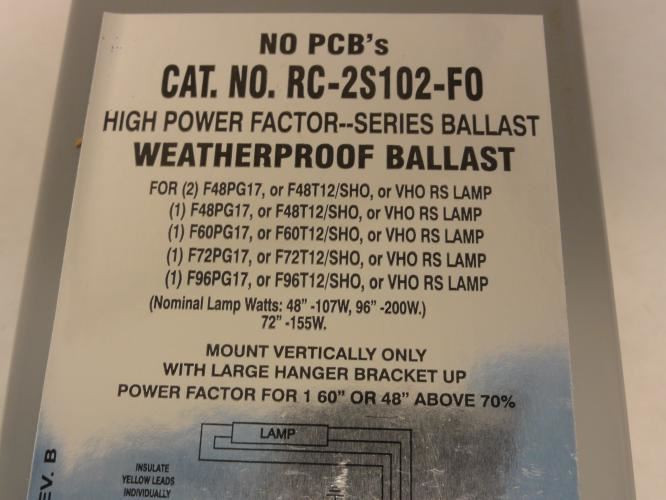 NO PCB's
CAT. NO. RC-2S102-FO
HIGH POWER FACTOR--SERIES BALLAST
WEATHERPROOF BALLAST
FOR (2) F48PG17, or F48T12/SHO, or VHO RS LAMP
(1) F48PG17, or F48T12/SHO, or VHO RS LAMP
(1) F60PG17, or F60T12/SHO, or VHO RS LAMP
(1) F72PG17, or F72T12/SHO, or VHO RS LAMP
(1) F96PG17, or F96T12/SHO, or VHO RS LAMP
(Nominal Lamp Watts: 48" -107W, 96" -200W.)
72" -155W.
MOUNT VERTICALLY ONLY
WITH LARGE HANGER BRACKET UP
POWER FACTOR FOR 1 60" OR 48" ABOVE 70%
LAMP
INSULATE
YELLOW LEADS
INDIVIDUALLY
EV. B